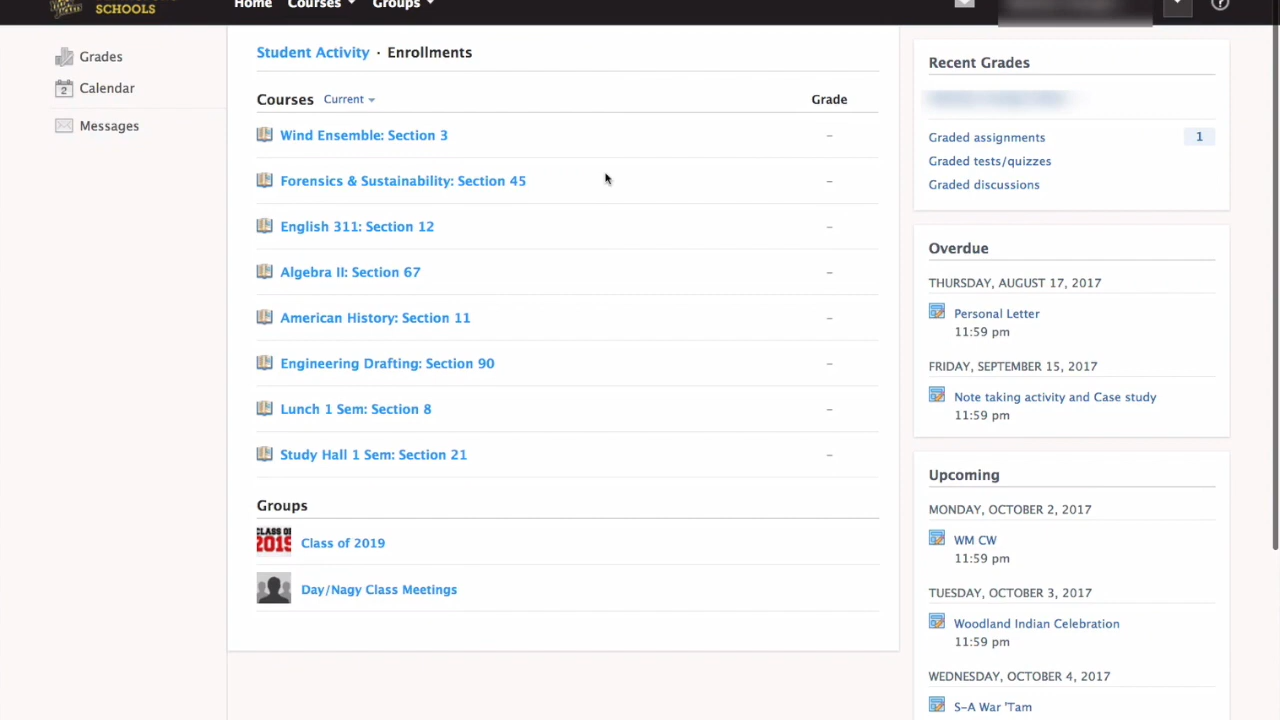 SCHOOLS
Home Courses Groups
Grades
2 Calendar
Messages
Student Activity · Enrollments
Courses Current Grade
Wind Ensemble: Section 3 –
Forensics & Sustainability: Section 45 –
English 311: Section 12 –
Algebra II: Section 67 –
American History: Section 11 –
Engineering Drafting: Section 90 –
Lunch 1 Sem: Section 8 –
Study Hall 1 Sem: Section 21 –
Groups
CLASS OF
2019
Class of 2019
Day/Nagy Class Meetings
Recent Grades
Graded assignments 1
Graded tests/quizzes
Graded discussions
Overdue
THURSDAY, AUGUST 17, 2017
Personal Letter
11:59 pm
FRIDAY, SEPTEMBER 15, 2017
Note taking activity and Case study
11:59 pm
Upcoming
MONDAY, OCTOBER 2, 2017
WM CW
11:59 pm
TUESDAY, OCTOBER 3, 2017
Woodland Indian Celebration
11:59 pm
WEDNESDAY, OCTOBER 4, 2017
S-A War 'Tam